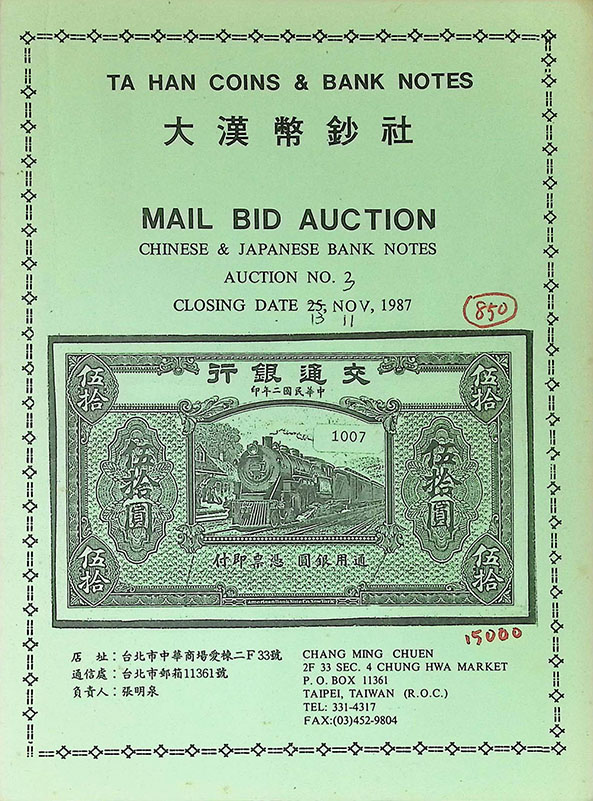 TA HAN COINS & BANK NOTES
大漢幣鈔社
MAIL BID AUCTION
CHINESE & JAPANESE BANK NOTES
AUCTION NO. 3
CLOSING DATE 25, NOV, 1987
13 11
850
行銀通交
印年二國民華中
伍拾
伍拾
1007
伍拾圓
伍拾圓
付即票憑 圓銀用通
伍拾
伍拾
American Bank Note Co. New York
15000
店 址：台北市中華商場愛棟二F33號
通信處：台北市郵箱11361號
負責人：張明泉
CHANG MING CHUEN
2F 33 SEC. 4 CHUNG HWA MARKET
P. O. BOX 11361
TAIPEI, TAIWAN (R.O.C.)
TEL: 331-4317
FAX:(03)452-9804